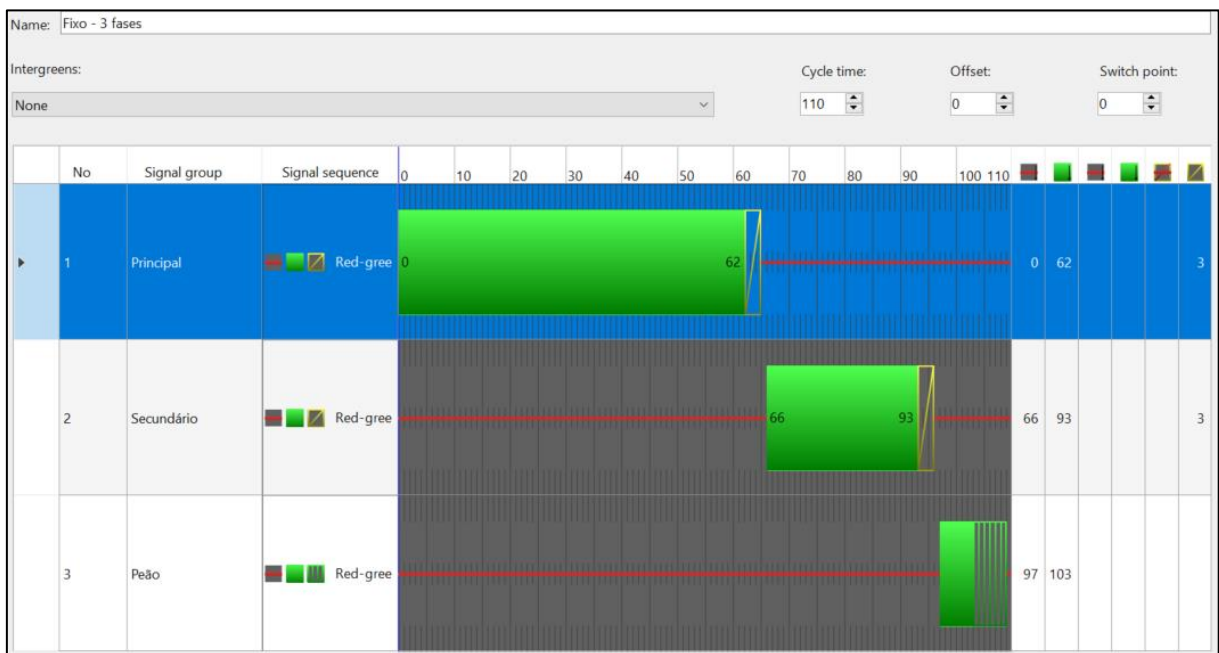 Name: Fixo - 3 fases
Intergreens: Cycle time: Offset: Switch point:
None 110 0 0
No Signal group Signal sequence 0 10 20 30 40 50 60 70 80 90 100 110
1 Principal Red-gree 0 62 0 62 3
2 Secundário Red-gree 66 93 66 93 3
3 Peão Red-gree 97 103